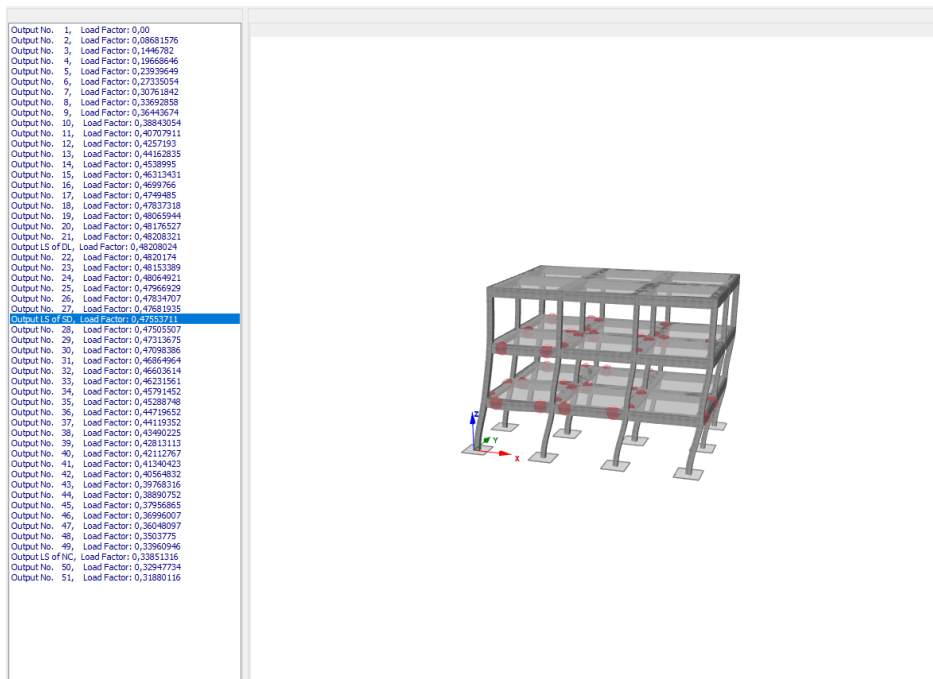 Output No. 1, Load Factor: 0,00
Output No. 2, Load Factor: 0,08681576
Output No. 3, Load Factor: 0,1446782
Output No. 4, Load Factor: 0,19668646
Output No. 5, Load Factor: 0,23939649
Output No. 6, Load Factor: 0,27335054
Output No. 7, Load Factor: 0,30761842
Output No. 8, Load Factor: 0,33692858
Output No. 9, Load Factor: 0,36443674
Output No. 10, Load Factor: 0,38843054
Output No. 11, Load Factor: 0,40707911
Output No. 12, Load Factor: 0,4257193
Output No. 13, Load Factor: 0,44162835
Output No. 14, Load Factor: 0,4538995
Output No. 15, Load Factor: 0,46313431
Output No. 16, Load Factor: 0,4699766
Output No. 17, Load Factor: 0,4749485
Output No. 18, Load Factor: 0,47837318
Output No. 19, Load Factor: 0,48065944
Output No. 20, Load Factor: 0,48176527
Output No. 21, Load Factor: 0,48208321
Output LS of DL, Load Factor: 0,48208024
Output No. 22, Load Factor: 0,4820174
Output No. 23, Load Factor: 0,48153389
Output No. 24, Load Factor: 0,48064921
Output No. 25, Load Factor: 0,47966929
Output No. 26, Load Factor: 0,47834707
Output No. 27, Load Factor: 0,47681935
Output LS of SD, Load Factor: 0,47553711
Output No. 28, Load Factor: 0,47505507
Output No. 29, Load Factor: 0,47313675
Output No. 30, Load Factor: 0,47098386
Output No. 31, Load Factor: 0,46864964
Output No. 32, Load Factor: 0,46603614
Output No. 33, Load Factor: 0,46231561
Output No. 34, Load Factor: 0,45791452
Output No. 35, Load Factor: 0,45288748
Output No. 36, Load Factor: 0,44719652
Output No. 37, Load Factor: 0,44119352
Output No. 38, Load Factor: 0,43490225
Output No. 39, Load Factor: 0,42813113
Output No. 40, Load Factor: 0,42112767
Output No. 41, Load Factor: 0,41340423
Output No. 42, Load Factor: 0,40564832
Output No. 43, Load Factor: 0,39768316
Output No. 44, Load Factor: 0,38890752
Output No. 45, Load Factor: 0,37956865
Output No. 46, Load Factor: 0,36996007
Output No. 47, Load Factor: 0,36048097
Output No. 48, Load Factor: 0,3503775
Output No. 49, Load Factor: 0,33960946
Output LS of NC, Load Factor: 0,33851316
Output No. 50, Load Factor: 0,32947734
Output No. 51, Load Factor: 0,31880116
Z
Y
X